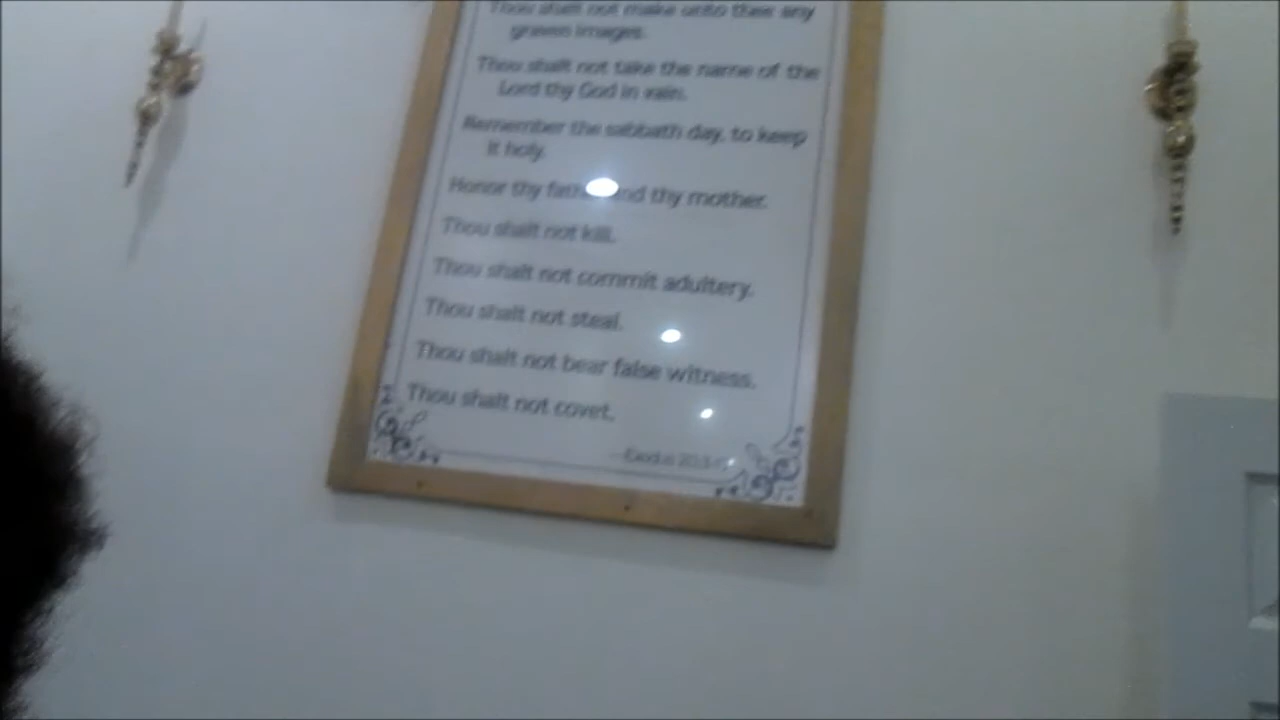 Thou shalt not make unto thee any
graven images.
Thou shalt not take the name of the
Lord thy God in vain.
Remember the sabbath day, to keep
it holy.
Honor thy father and thy mother.
Thou shalt not kill.
Thou shalt not commit adultery.
Thou shalt not steal.
Thou shalt not bear false witness.
Thou shalt not covet.
Exodus